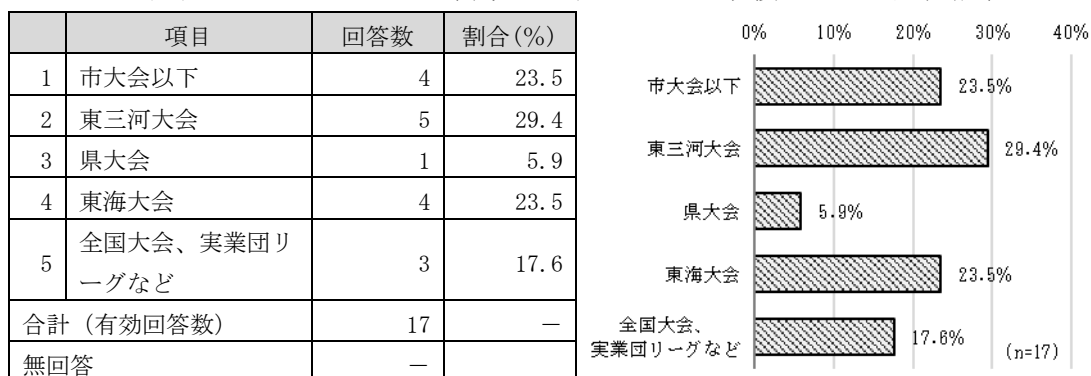 項目 回答数 割合(%)
1 市大会以下 4 23.5
2 東三河大会 5 29.4
3 県大会 1 5.9
4 東海大会 4 23.5
5 全国大会、実業団リ
ーグなど 3 17.6
合計（有効回答数） 17 －
無回答 －
0% 10% 20% 30% 40%
市大会以下 23.5%
東三河大会 29.4%
県大会 5.9%
東海大会 23.5%
全国大会、
実業団リーグなど 17.6%
(n=17)